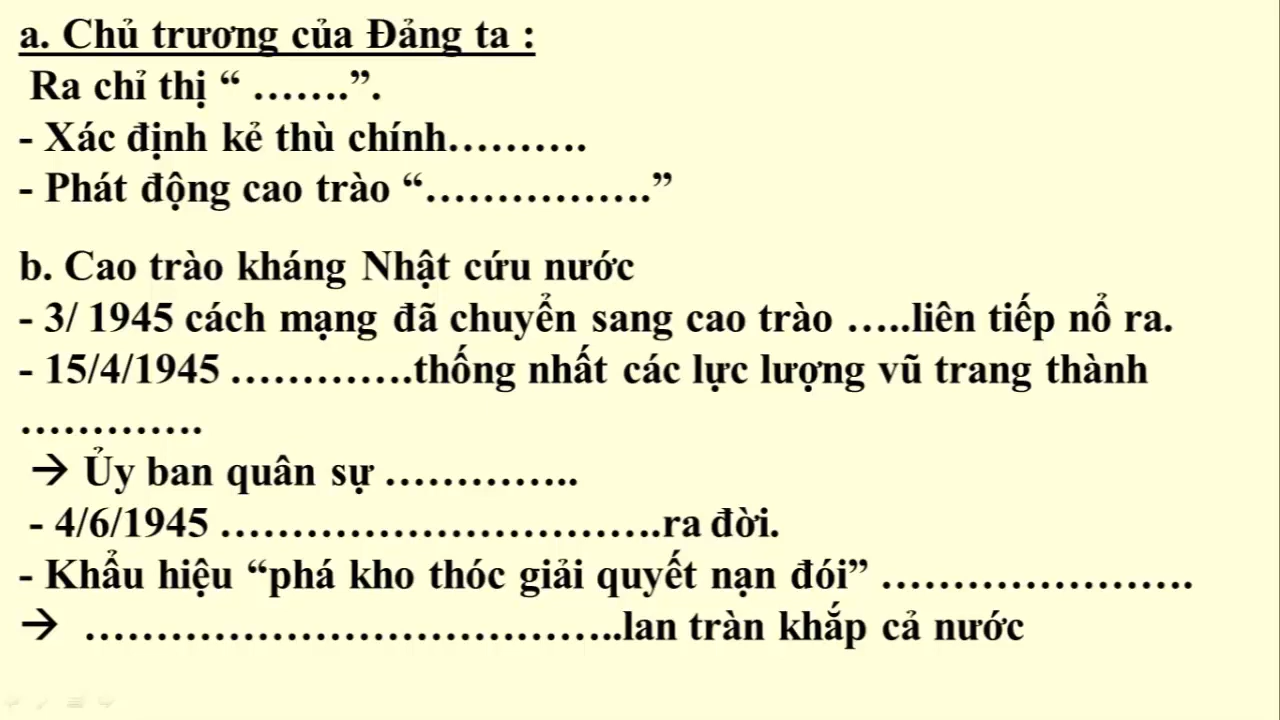 a. Chủ trương của Đảng ta :
Ra chỉ thị “ …….”.
- Xác định kẻ thù chính……….
- Phát động cao trào “…………….”
b. Cao trào kháng Nhật cứu nước
- 3/ 1945 cách mạng đã chuyển sang cao trào …..liên tiếp nổ ra.
- 15/4/1945 ………….thống nhất các lực lượng vũ trang thành
………….
→ Ủy ban quân sự …………..
- 4/6/1945 ………………………….ra đời.
- Khẩu hiệu “phá kho thóc giải quyết nạn đói” ………………….
→ ………………………………..lan tràn khắp cả nước